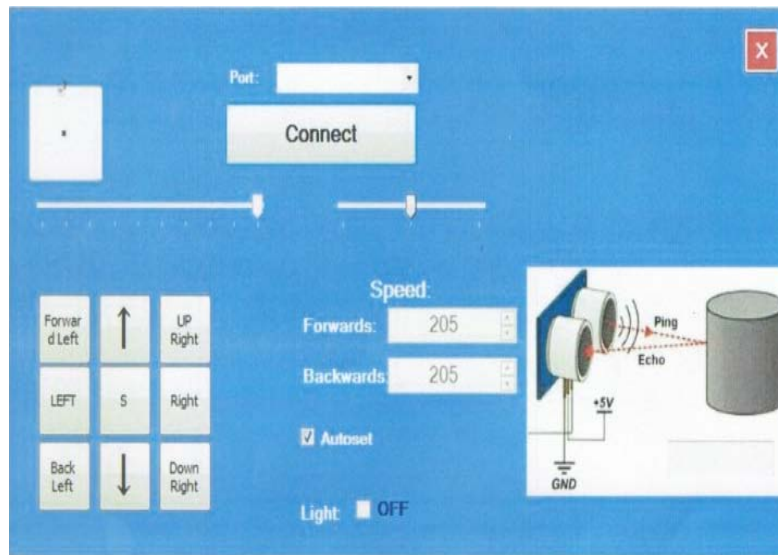 X
Port:
Connect
Speed:
Forwards: 205
Backwards: 205
Autoset
Light: OFF
Forwar
d Left
↑
UP
Right
LEFT
S
Right
Back
Left
↓
Down
Right
Ping
Echo
+5V
GND